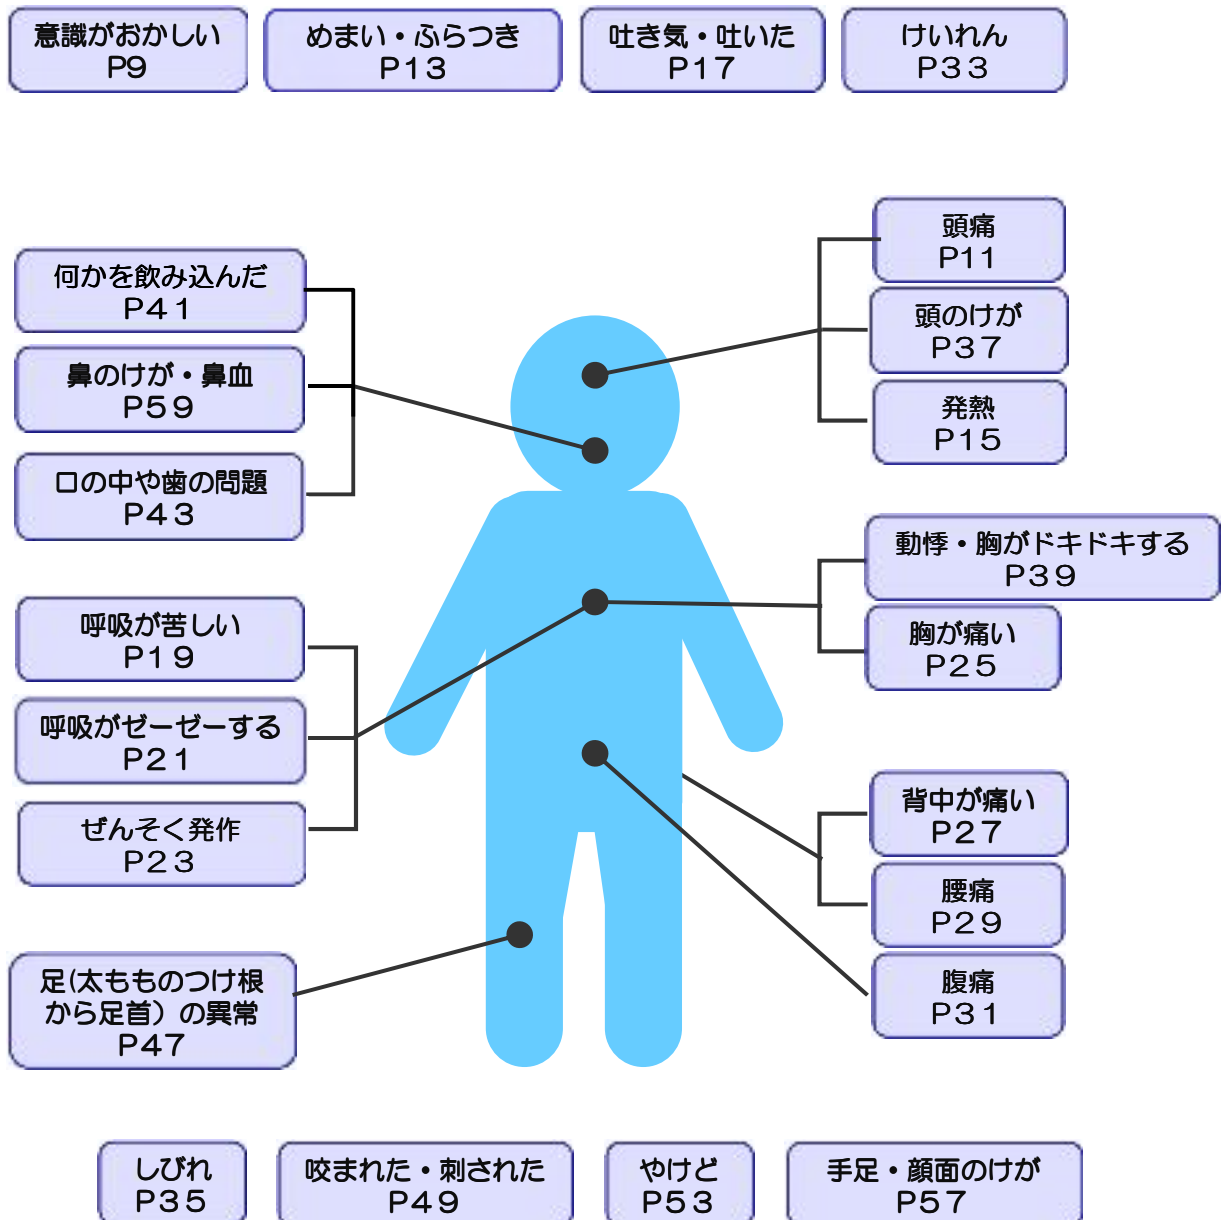 意識がおかしい
P9
めまい・ふらつき
P13
吐き気・吐いた
P17
けいれん
P33
何かを飲み込んだ
P41
鼻のけが・鼻血
P59
口の中や歯の問題
P43
頭痛
P11
頭のけが
P37
発熱
P15
動悸・胸がドキドキする
P39
胸が痛い
P25
呼吸が苦しい
P19
呼吸がゼーゼーする
P21
ぜんそく発作
P23
背中が痛い
P27
腰痛
P29
腹痛
P31
足(太もものつけ根
から足首）の異常
P47
しびれ
P35
咬まれた・刺された
P49
やけど
P53
手足・顔面のけが
P57